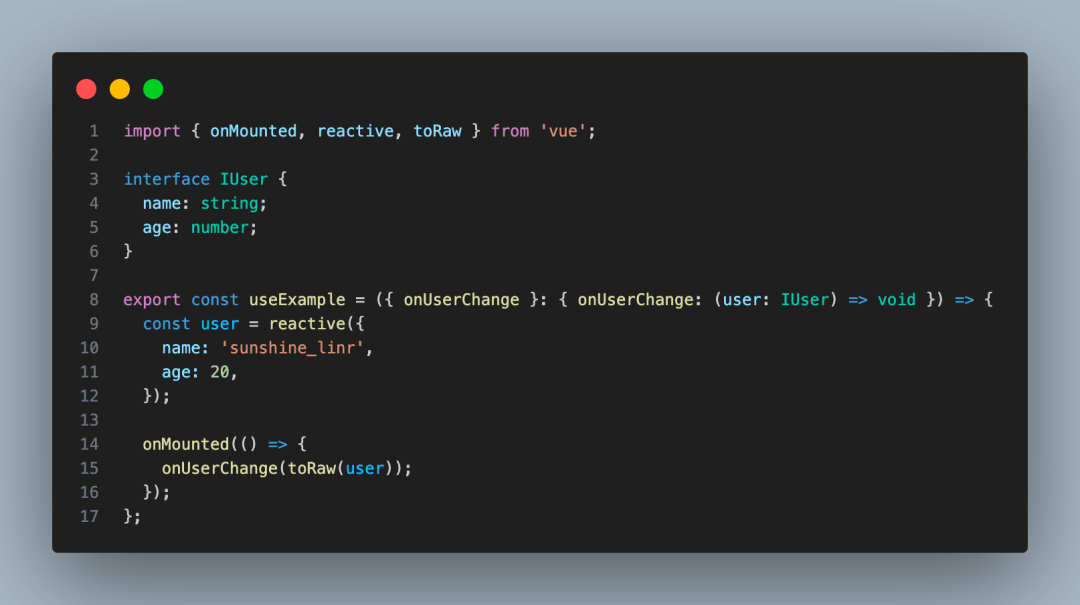 1 import { onMounted, reactive, toRaw } from 'vue';
2
3 interface IUser {
4   name: string;
5   age: number;
6 }
7
8 export const useExample = ({ onUserChange }: { onUserChange: (user: IUser) => void }) => {
9   const user = reactive({
10     name: 'sunshine_linr',
11     age: 20,
12   });
13
14   onMounted(() => {
15     onUserChange(toRaw(user));
16   });
17 };